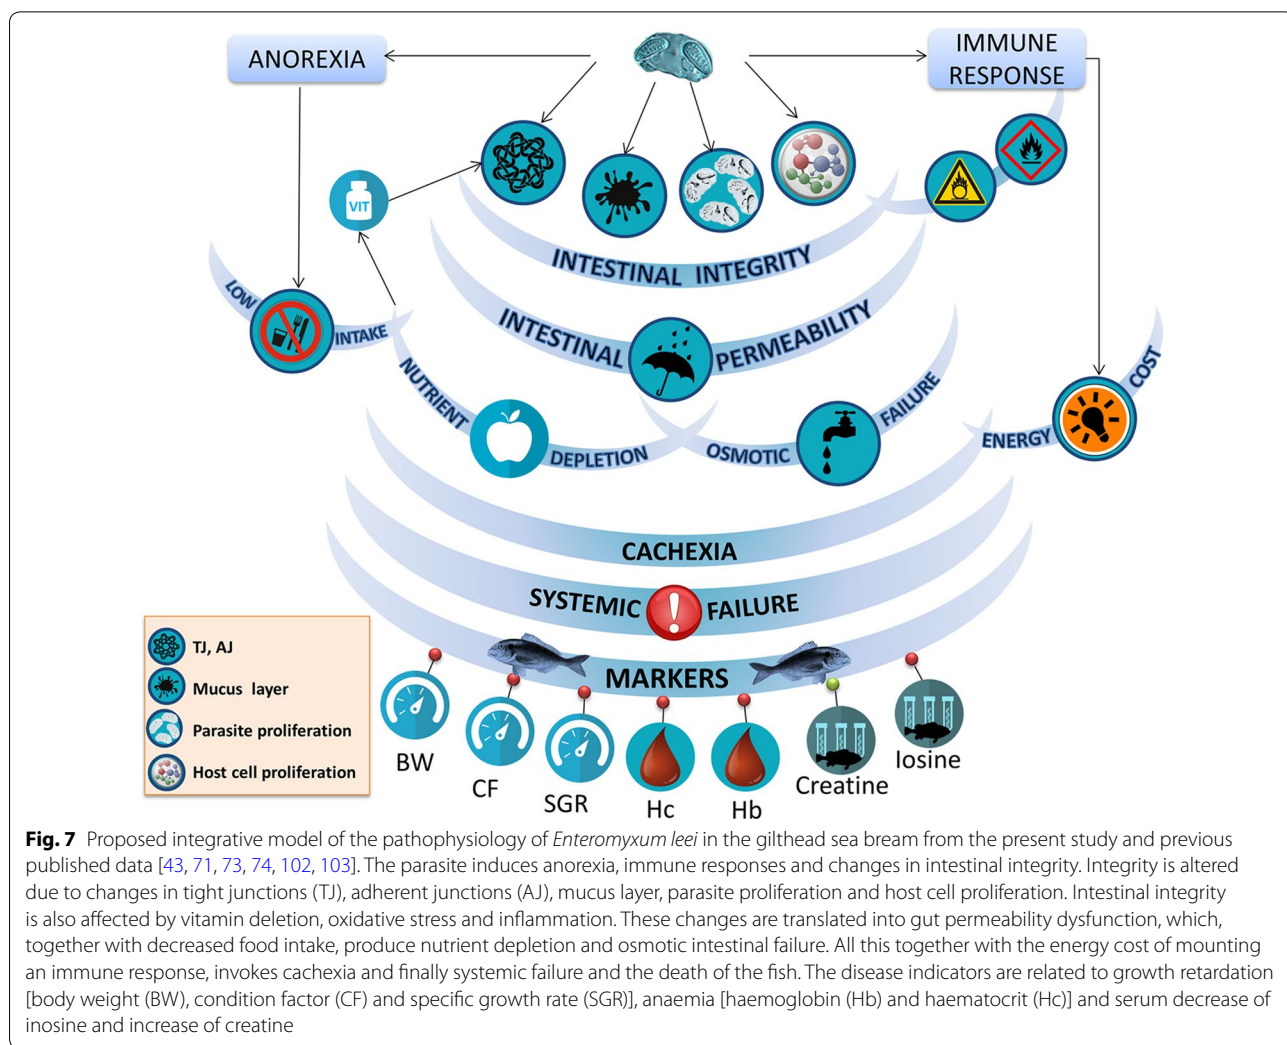 ANOREXIA
IMMUNE
RESPONSE
VIT
INTESTINAL INTEGRITY
LOW
INTAKE
INTESTINAL
PERMEABILITY
NUTRIENT
DEPLETION
OSMOTIC
FAILURE
ENERGY
COST
CACHEXIA
SYSTEMIC
FAILURE
MARKERS
TJ, AJ
Mucus layer
Parasite proliferation
Host cell proliferation
BW
CF
SGR
Hc
Hb
Creatine
Iosine
Fig. 7 Proposed integrative model of the pathophysiology of Enteromyxum leei in the gilthead sea bream from the present study and previous
published data [43, 71, 73, 74, 102, 103]. The parasite induces anorexia, immune responses and changes in intestinal integrity. Integrity is altered
due to changes in tight junctions (TJ), adherent junctions (AJ), mucus layer, parasite proliferation and host cell proliferation. Intestinal integrity
is also affected by vitamin deletion, oxidative stress and inflammation. These changes are translated into gut permeability dysfunction, which,
together with decreased food intake, produce nutrient depletion and osmotic intestinal failure. All this together with the energy cost of mounting
an immune response, invokes cachexia and finally systemic failure and the death of the fish. The disease indicators are related to growth retardation
[body weight (BW), condition factor (CF) and specific growth rate (SGR)], anaemia [haemoglobin (Hb) and haematocrit (Hc)] and serum decrease of
inosine and increase of creatine